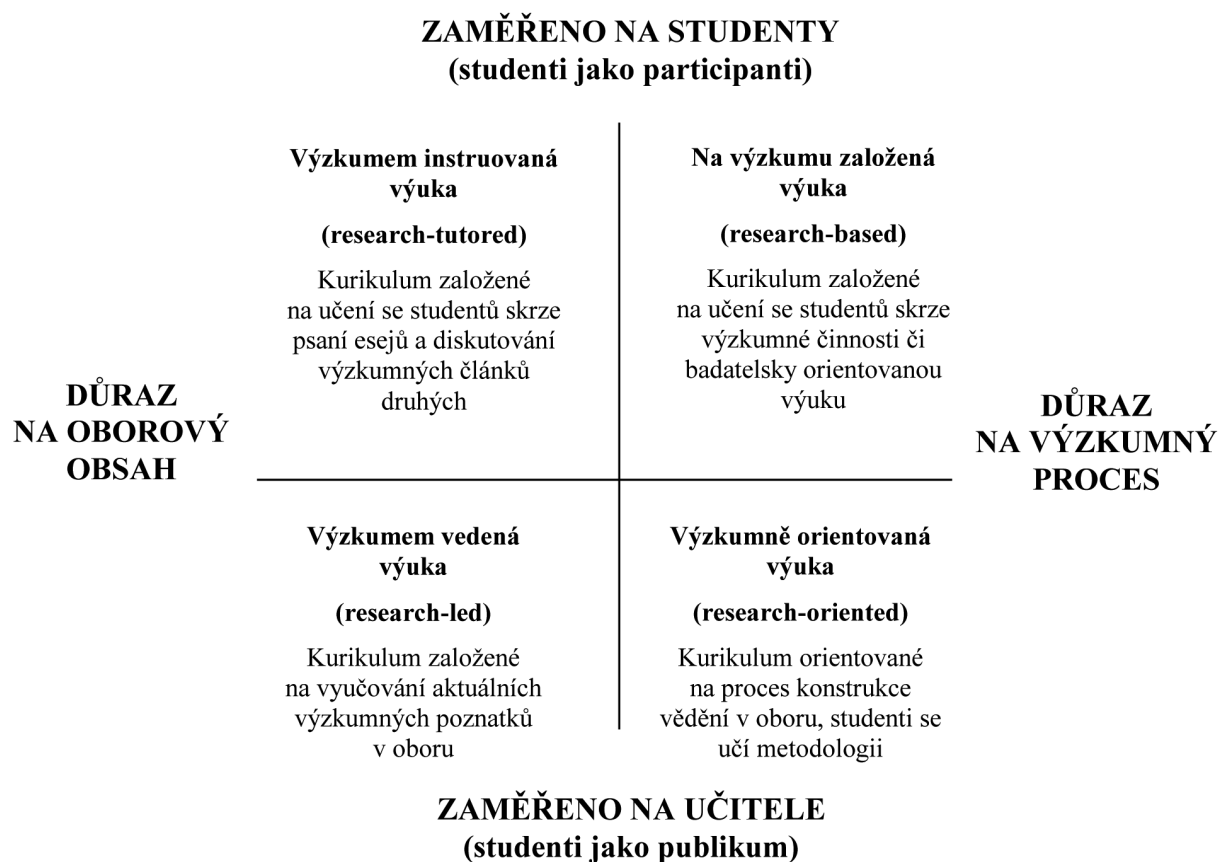 ZAMĚŘENO NA STUDENTY
(studenti jako participanti)
Výzkumem instruovaná
výuka
(research-tutored)
Kurikulum založené
na učení se studentů skrze
psaní esejů a diskutování
výzkumných článků
druhých
Na výzkumu založená
výuka
(research-based)
Kurikulum založené
na učení se studentů skrze
výzkumné činnosti či
badatelsky orientovanou
výuku
DŮRAZ
NA OBOROVÝ
OBSAH
DŮRAZ
NA VÝZKUMNÝ
PROCES
Výzkumem vedená
výuka
(research-led)
Kurikulum založené
na vyučování aktuálních
výzkumných poznatků
v oboru
Výzkumně orientovaná
výuka
(research-oriented)
Kurikulum orientované
na proces konstrukce
vědění v oboru, studenti se
učí metodologii
ZAMĚŘENO NA UČITELE
(studenti jako publikum)